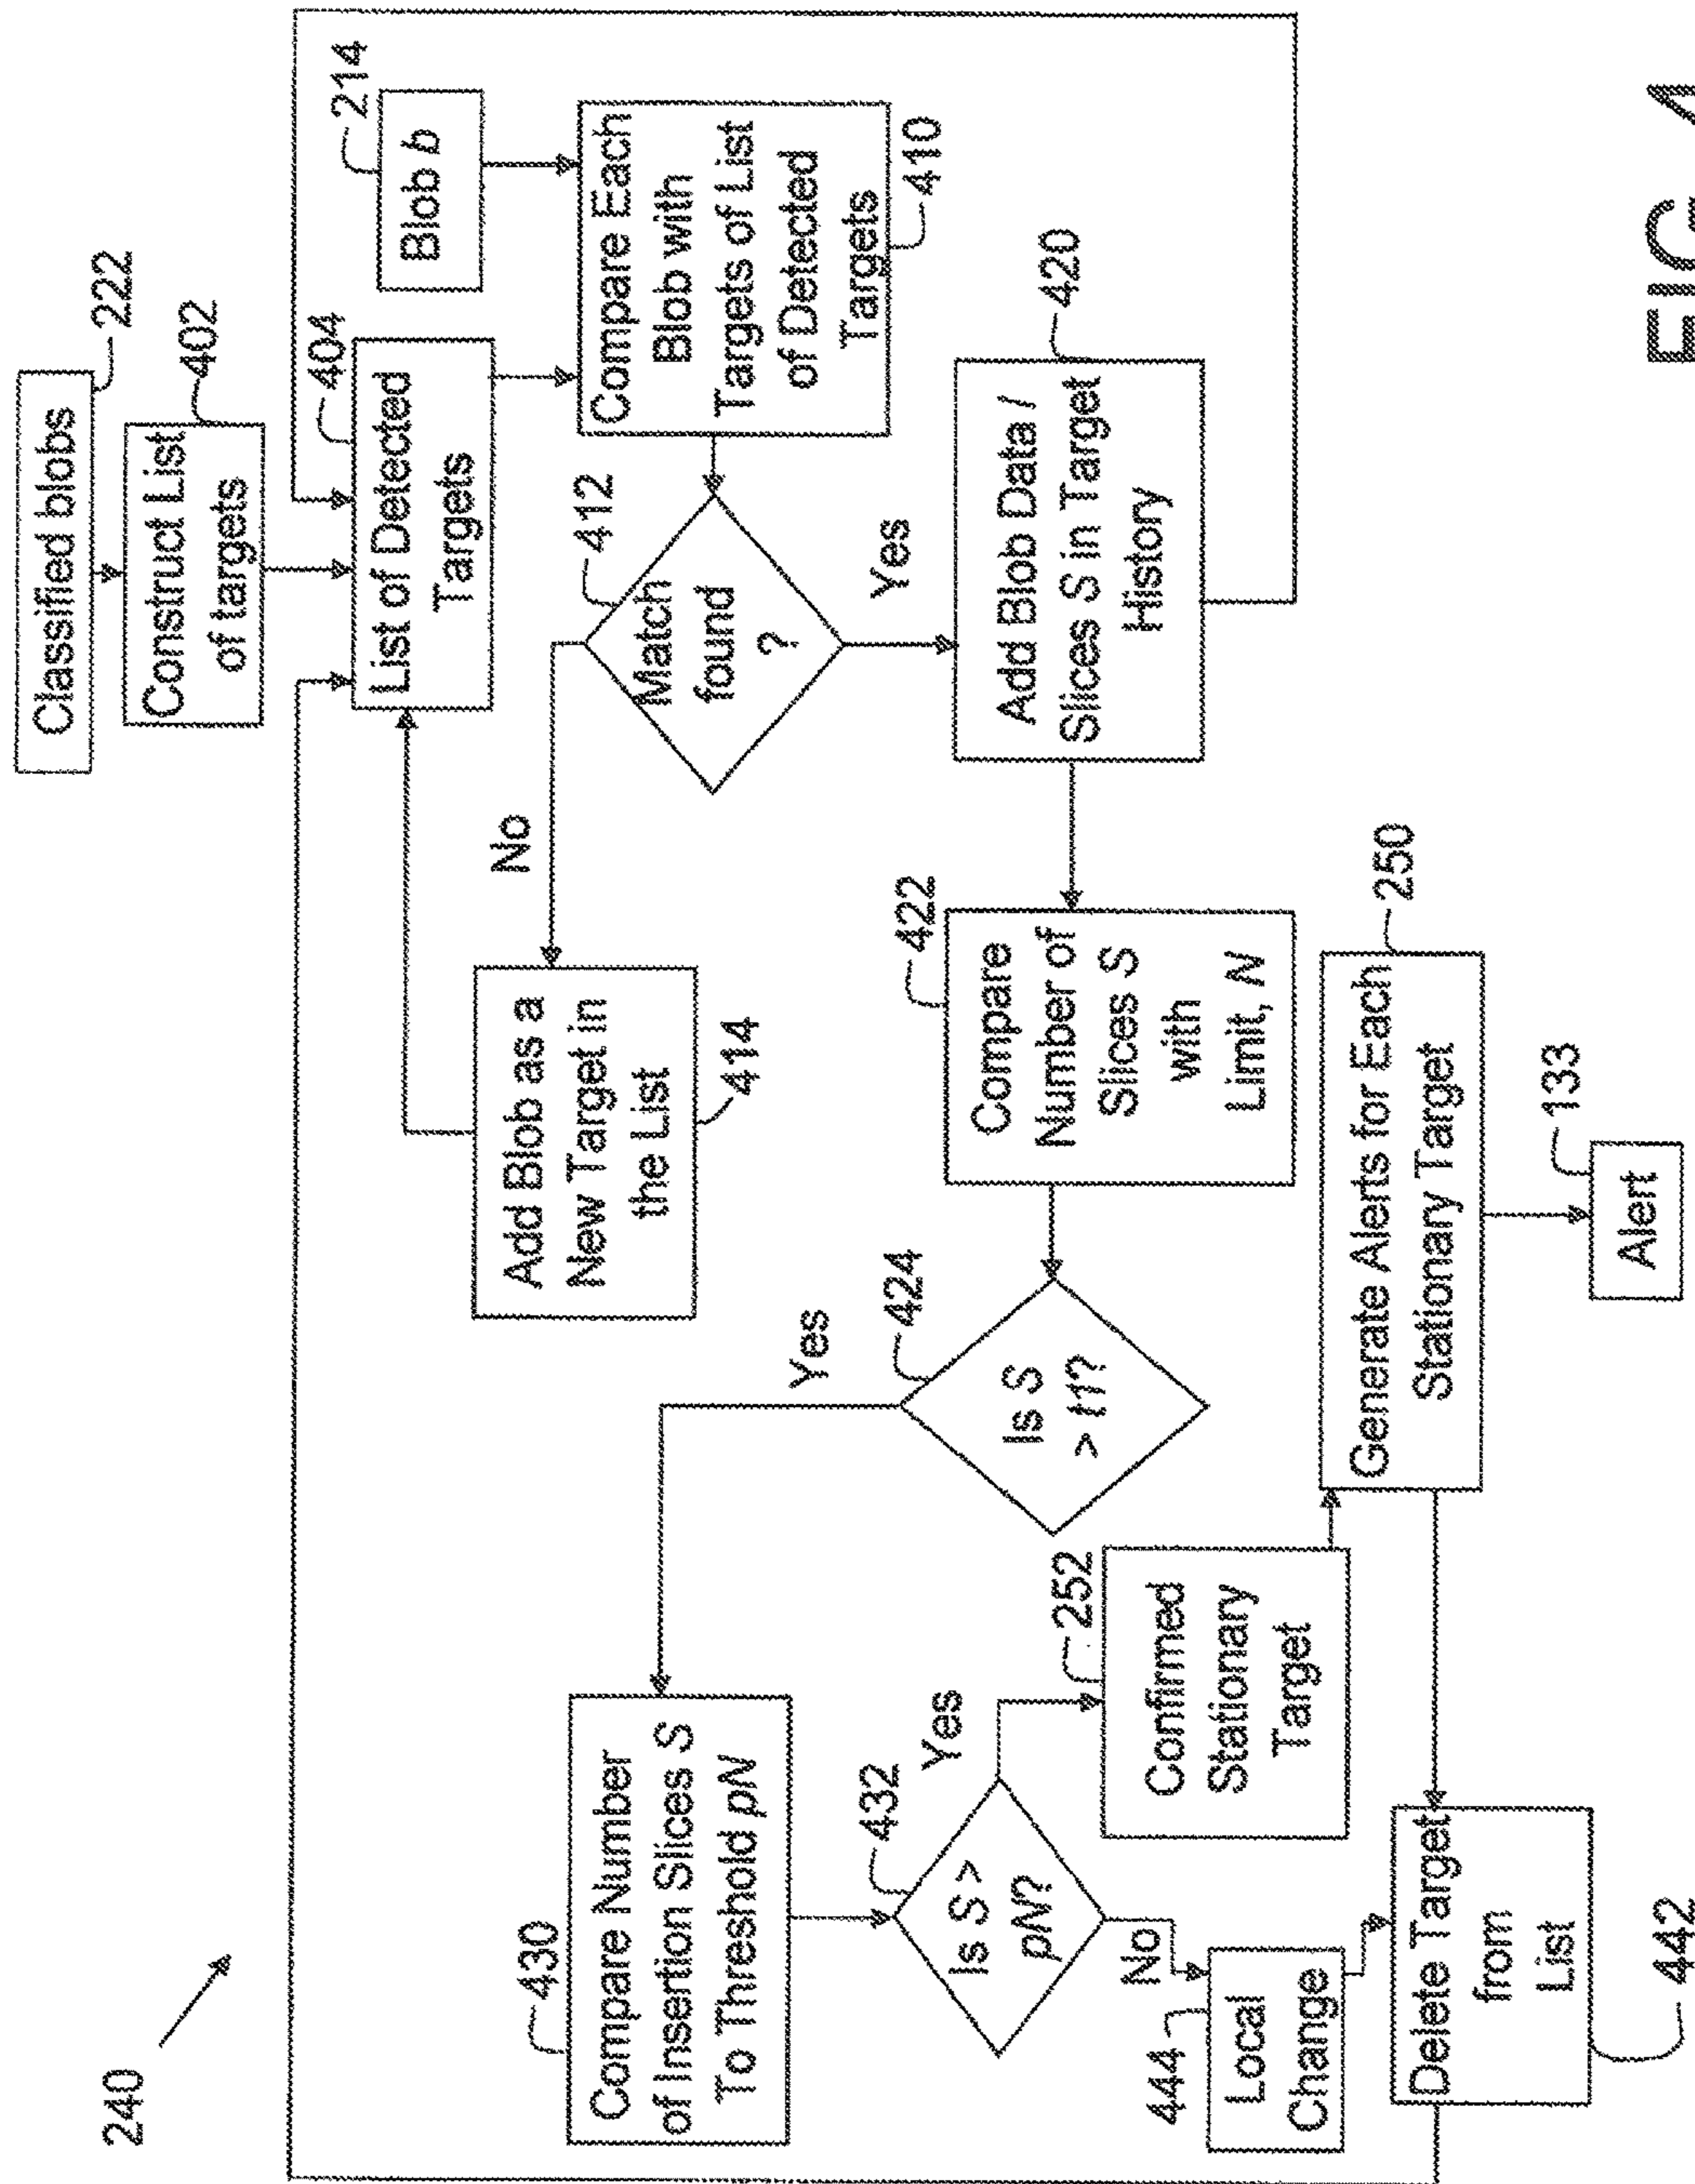 240
Classified blobs
222
Construct List
of targets
402
List of Detected
Targets
404
Blob b
214
Compare Each
Blob with
Targets of List
of Detected
Targets
410
Match
found
?
412
No
Yes
Add Blob as a
New Target in
the List
414
Add Blob Data /
Slices S in Target
History
420
Compare
Number of
Slices S
with
Limit, N
422
Is S
> t1?
424
Yes
Compare Number
of Insertion Slices S
To Threshold pN
430
Is S >
pN?
432
Yes
No
Confirmed
Stationary
Target
252
Generate Alerts for Each
Stationary Target
250
Alert
133
Local
Change
444
Delete Target
from
List
442
FIG. 4